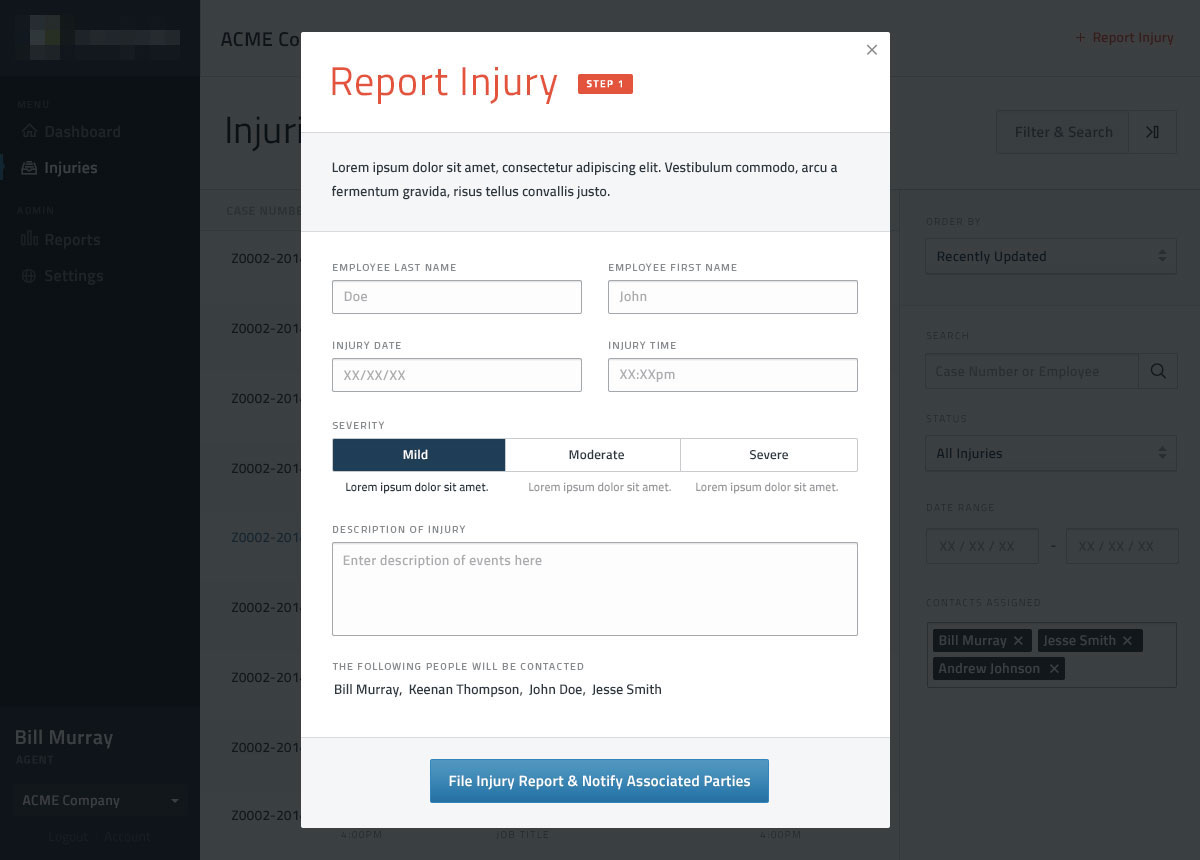 ACME Co
+ Report Injury
MENU
Dashboard
Injuries
ADMIN
Reports
Settings
Bill Murray
AGENT
ACME Company
Logout
Account
Injuri
Filter & Search
CASE NUMBE
Z0002-201
Z0002-201
Z0002-201
Z0002-201
Z0002-201
Z0002-201
Z0002-201
Z0002-201
Z0002-201
4:00PM
JOB TITLE
4:00PM
Report Injury
STEP 1
Lorem ipsum dolor sit amet, consectetur adipiscing elit. Vestibulum commodo, arcu a
fermentum gravida, risus tellus convallis justo.
EMPLOYEE LAST NAME
EMPLOYEE FIRST NAME
Doe
John
INJURY DATE
INJURY TIME
XX/XX/XX
XX:XXpm
SEVERITY
Mild
Moderate
Severe
Lorem ipsum dolor sit amet.
Lorem ipsum dolor sit amet.
Lorem ipsum dolor sit amet.
DESCRIPTION OF INJURY
Enter description of events here
THE FOLLOWING PEOPLE WILL BE CONTACTED
Bill Murray, Keenan Thompson, John Doe, Jesse Smith
File Injury Report & Notify Associated Parties
ORDER BY
Recently Updated
SEARCH
Case Number or Employee
STATUS
All Injuries
DATE RANGE
XX / XX / XX - XX / XX / XX
CONTACTS ASSIGNED
Bill Murray
Jesse Smith
Andrew Johnson